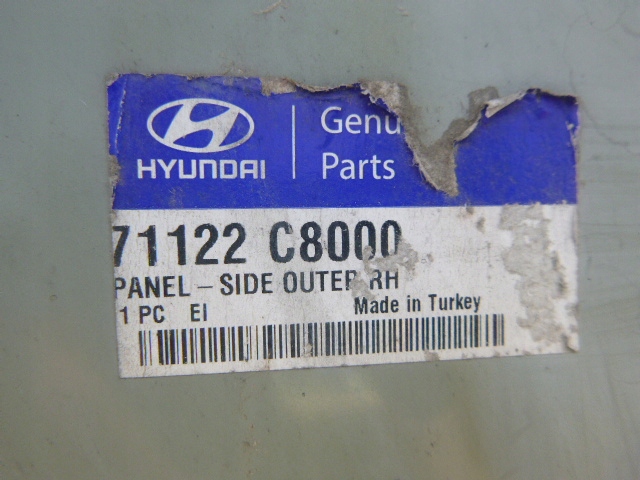 HYUNDAI
Genu
Parts
71122 C8000
PANEL-SIDE OUTER RH
1 PC EI
Made in Turkey